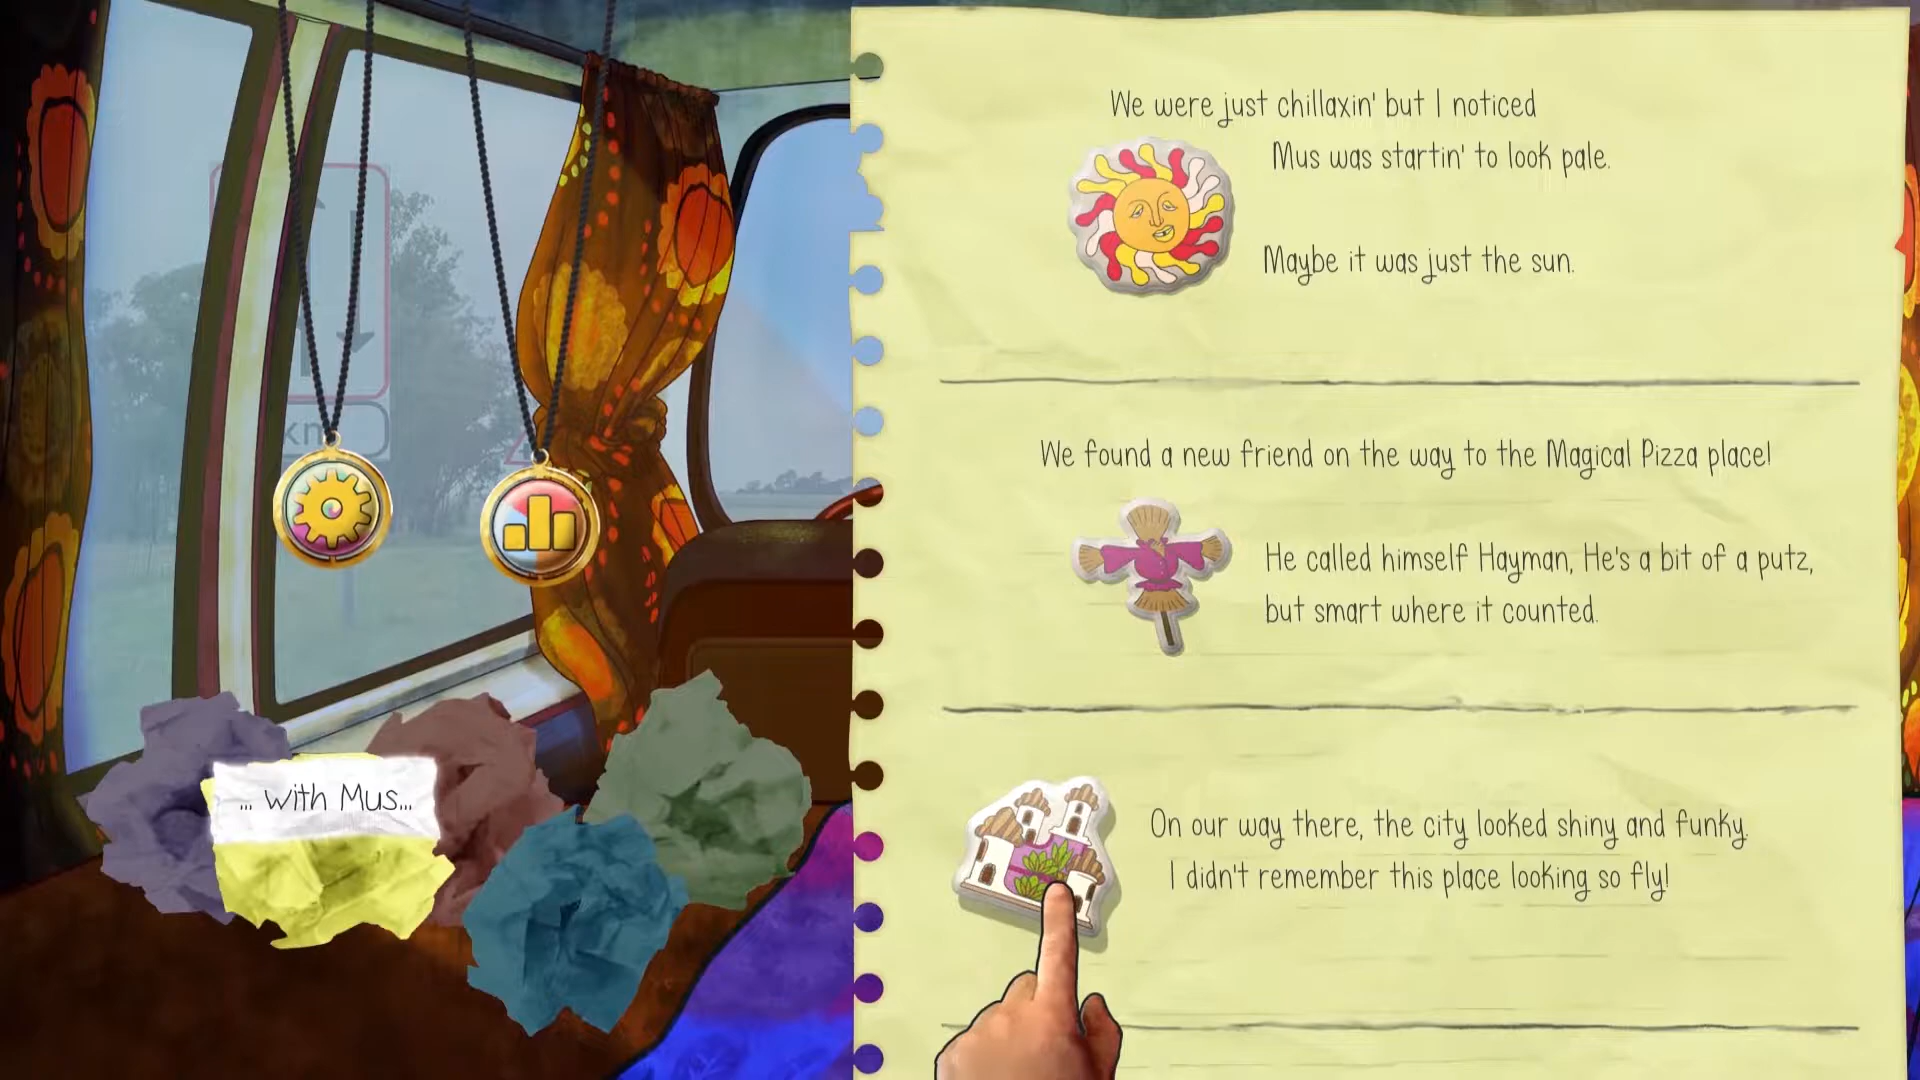 We were just chillaxin' but I noticed
Mus was startin' to look pale.
Maybe it was just the sun.
We found a new friend on the way to the Magical Pizza place!
He called himself Hayman, He's a bit of a putz,
but smart where it counted.
On our way there, the city looked shiny and funky.
I didn't remember this place looking so fly!
km
... with Mus...